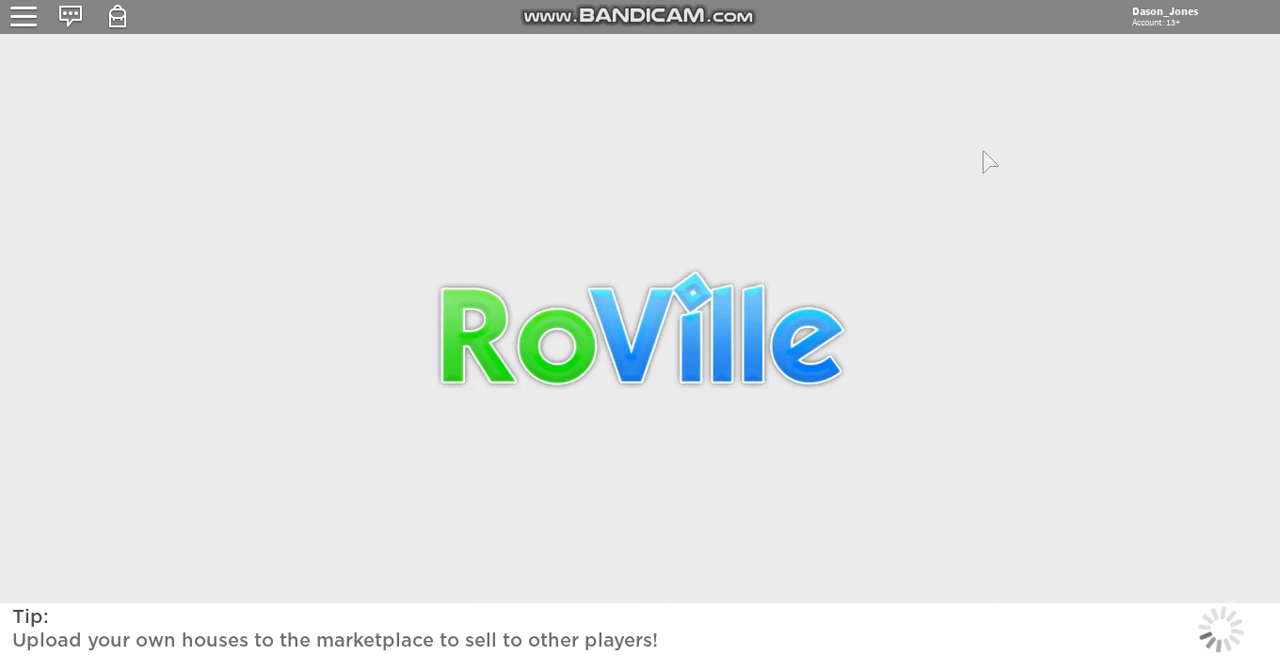 www.BANDICAM.com
Dason_Jones
Account: 13+
RoVille
Tip:
Upload your own houses to the marketplace to sell to other players!